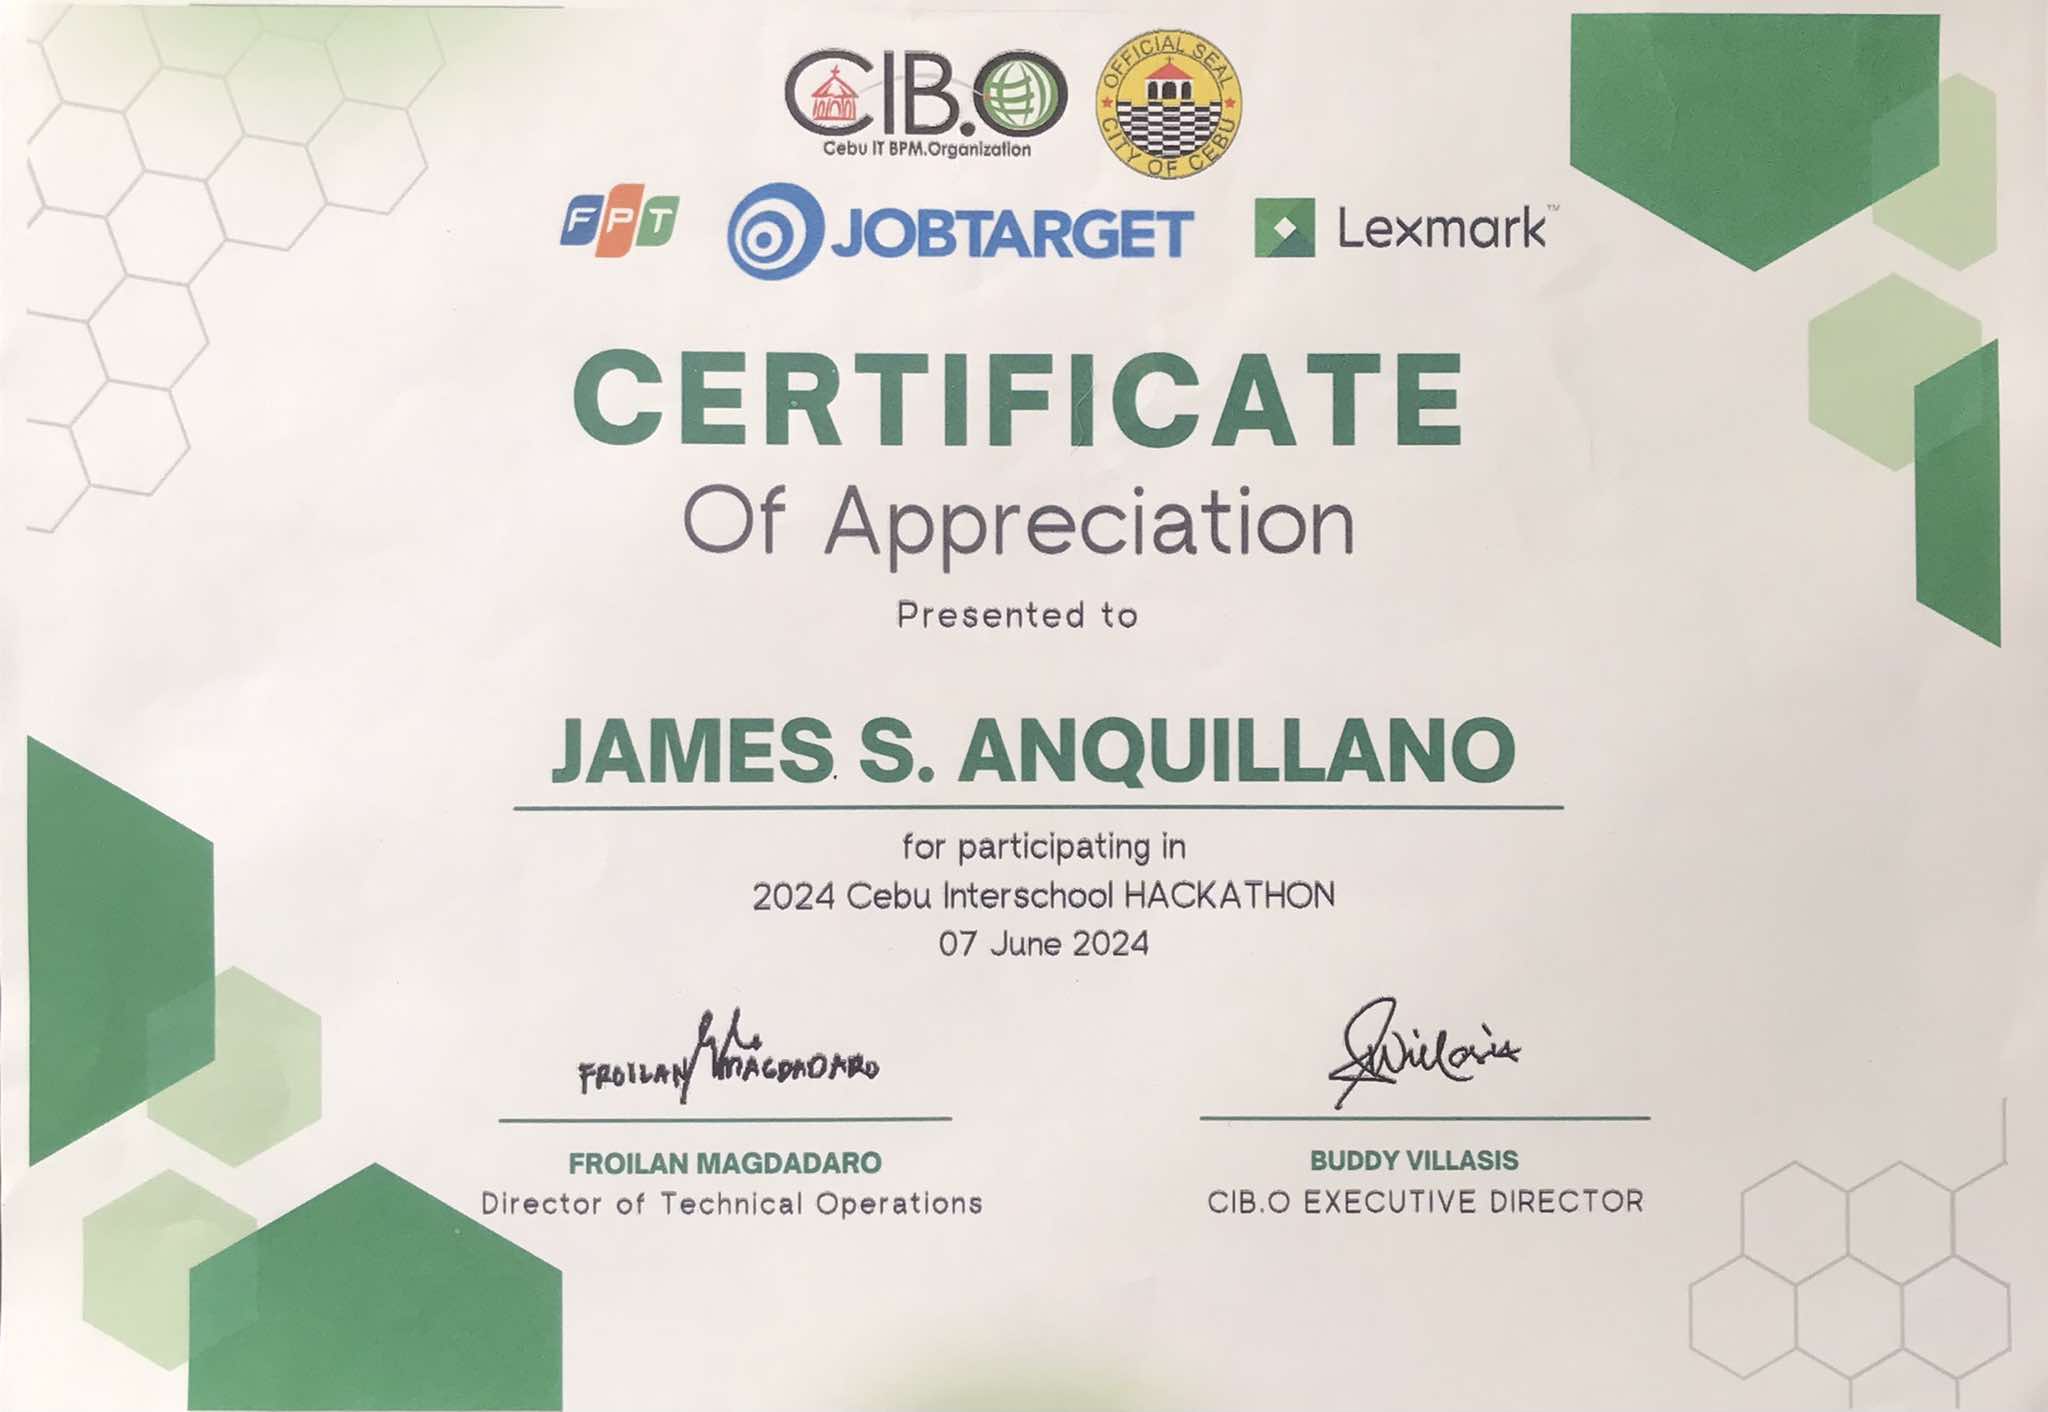 CIB.O
Cebu IT BPM.Organization
OFFICIAL SEAL
CITY OF CEBU
FPT
JOBTARGET
Lexmark™
CERTIFICATE
Of Appreciation
Presented to
JAMES S. ANQUILLANO
for participating in
2024 Cebu Interschool HACKATHON
07 June 2024
FROILAN MAGDADARO
Villasis
FROILAN MAGDADARO
BUDDY VILLASIS
Director of Technical Operations
CIB.O EXECUTIVE DIRECTOR